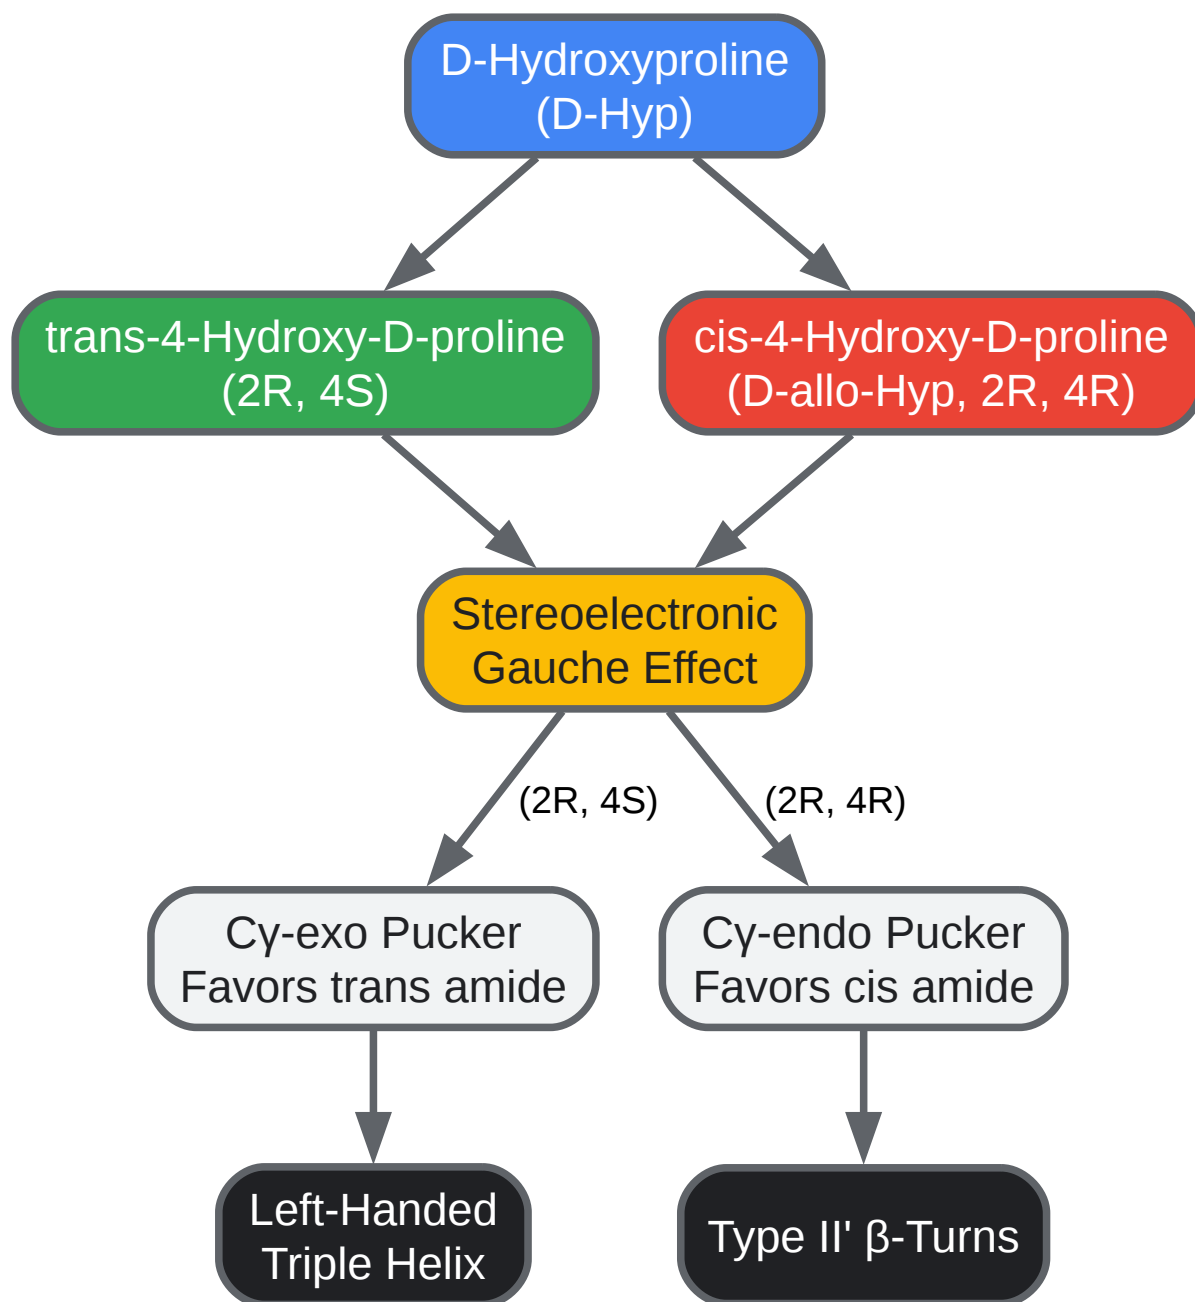 D-Hydroxyproline
(D-Hyp)
trans-4-Hydroxy-D-proline
(2R, 4S)
cis-4-Hydroxy-D-proline
(D-allo-Hyp, 2R, 4R)
Stereoelectronic
Gauche Effect
(2R, 4S)
(2R, 4R)
Cγ-exo Pucker
Favors trans amide
Cγ-endo Pucker
Favors cis amide
Left-Handed
Triple Helix
Type II' β-Turns